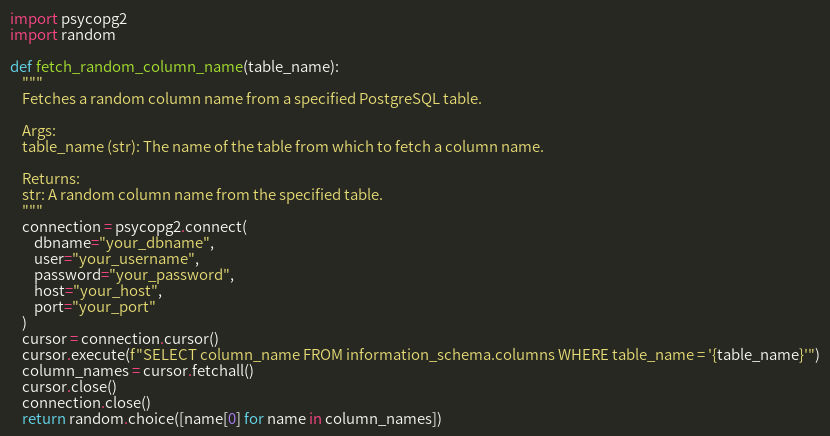 import psycopg2
import random
def fetch_random_column_name(table_name):
"""
Fetches a random column name from a specified PostgreSQL table.
Args:
table_name (str): The name of the table from which to fetch a column name.
Returns:
str: A random column name from the specified table.
"""
connection = psycopg2.connect(
dbname="your_dbname",
user="your_username",
password="your_password",
host="your_host",
port="your_port"
)
cursor = connection.cursor()
cursor.execute(f"SELECT column_name FROM information_schema.columns WHERE table_name = '{table_name}'")
column_names = cursor.fetchall()
cursor.close()
connection.close()
return random.choice([name[0] for name in column_names])